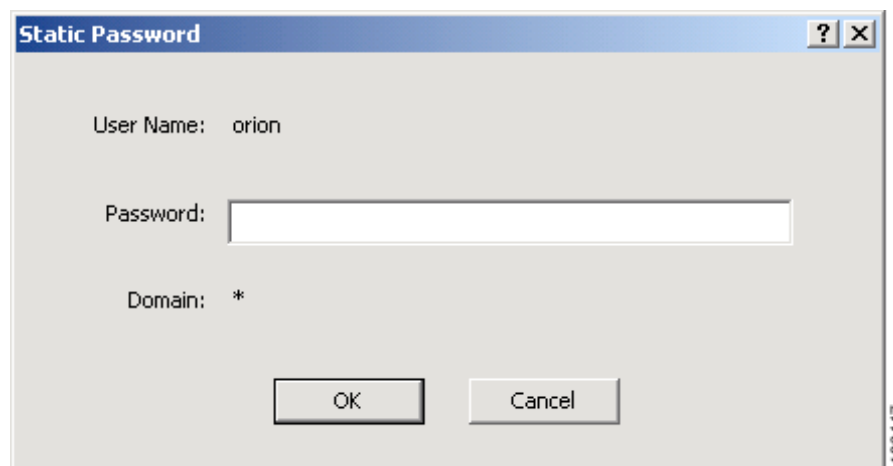 Static Password
User Name: orion
Password:
Domain: *
OK Cancel